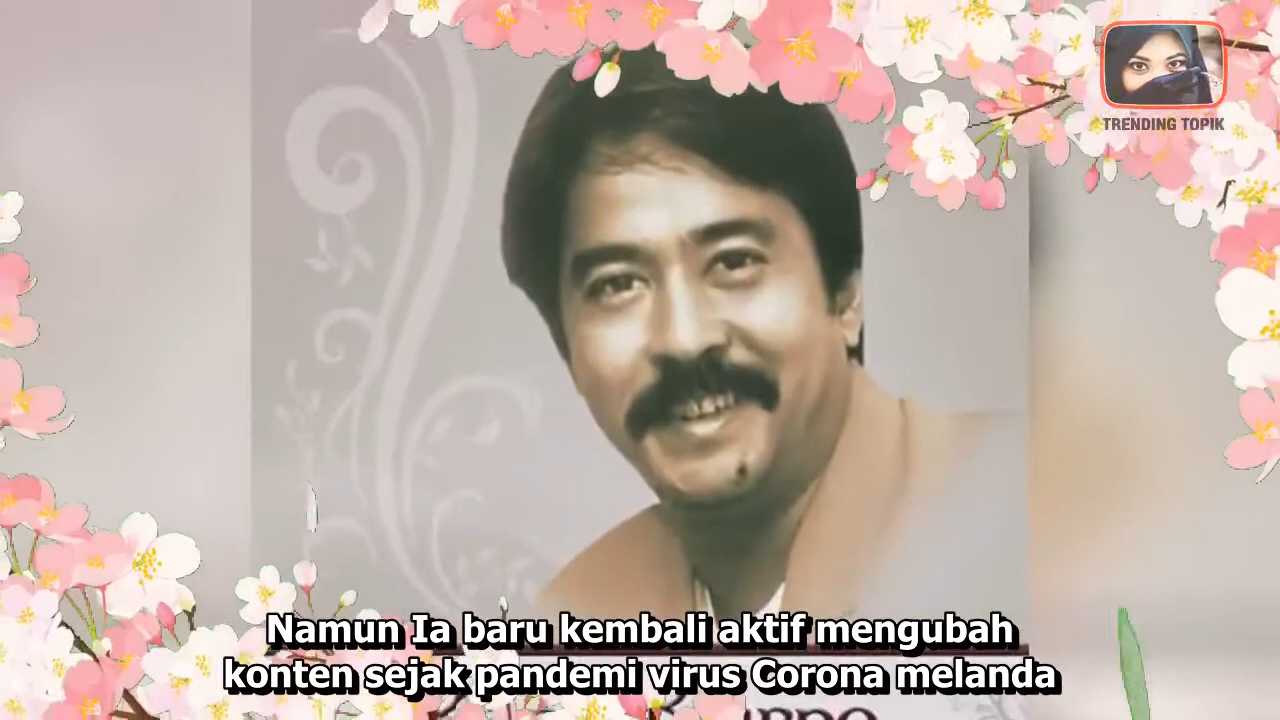 TRENDING TOPIK
Namun Ia baru kembali aktif mengubah
konten sejak pandemi virus Corona melanda